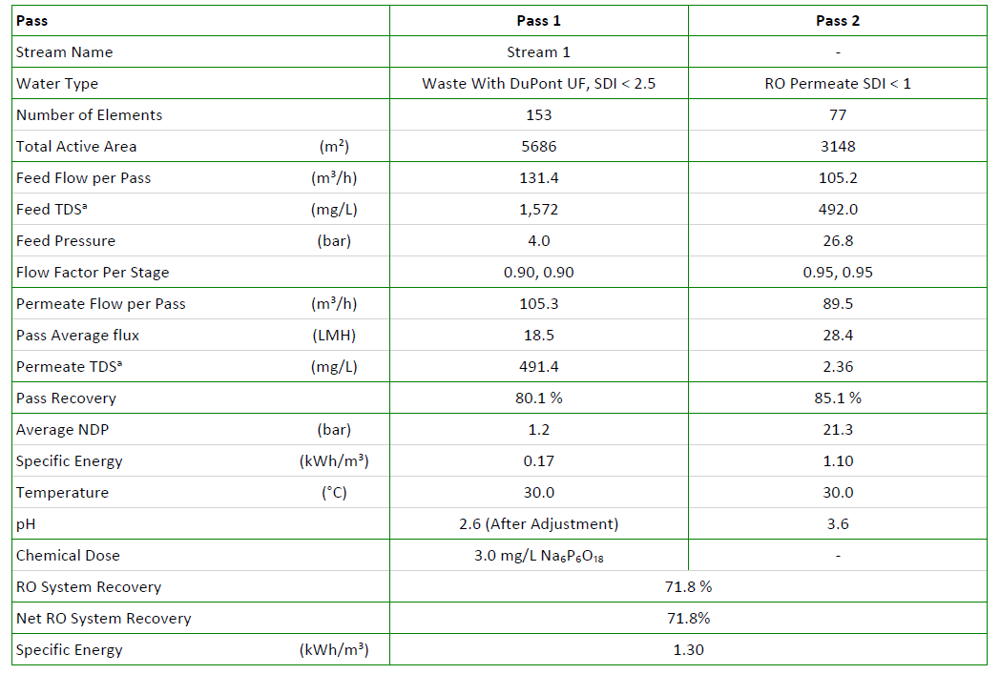 Pass Pass 1 Pass 2
Stream Name Stream 1 -
Water Type Waste With DuPont UF, SDI < 2.5 RO Permeate SDI < 1
Number of Elements 153 77
Total Active Area (m²) 5686 3148
Feed Flow per Pass (m³/h) 131.4 105.2
Feed TDSᵃ (mg/L) 1,572 492.0
Feed Pressure (bar) 4.0 26.8
Flow Factor Per Stage 0.90, 0.90 0.95, 0.95
Permeate Flow per Pass (m³/h) 105.3 89.5
Pass Average flux (LMH) 18.5 28.4
Permeate TDSᵃ (mg/L) 491.4 2.36
Pass Recovery 80.1 % 85.1 %
Average NDP (bar) 1.2 21.3
Specific Energy (kWh/m³) 0.17 1.10
Temperature (°C) 30.0 30.0
pH 2.6 (After Adjustment) 3.6
Chemical Dose 3.0 mg/L Na₆P₆O₁₈ -
RO System Recovery 71.8 %
Net RO System Recovery 71.8%
Specific Energy (kWh/m³) 1.30